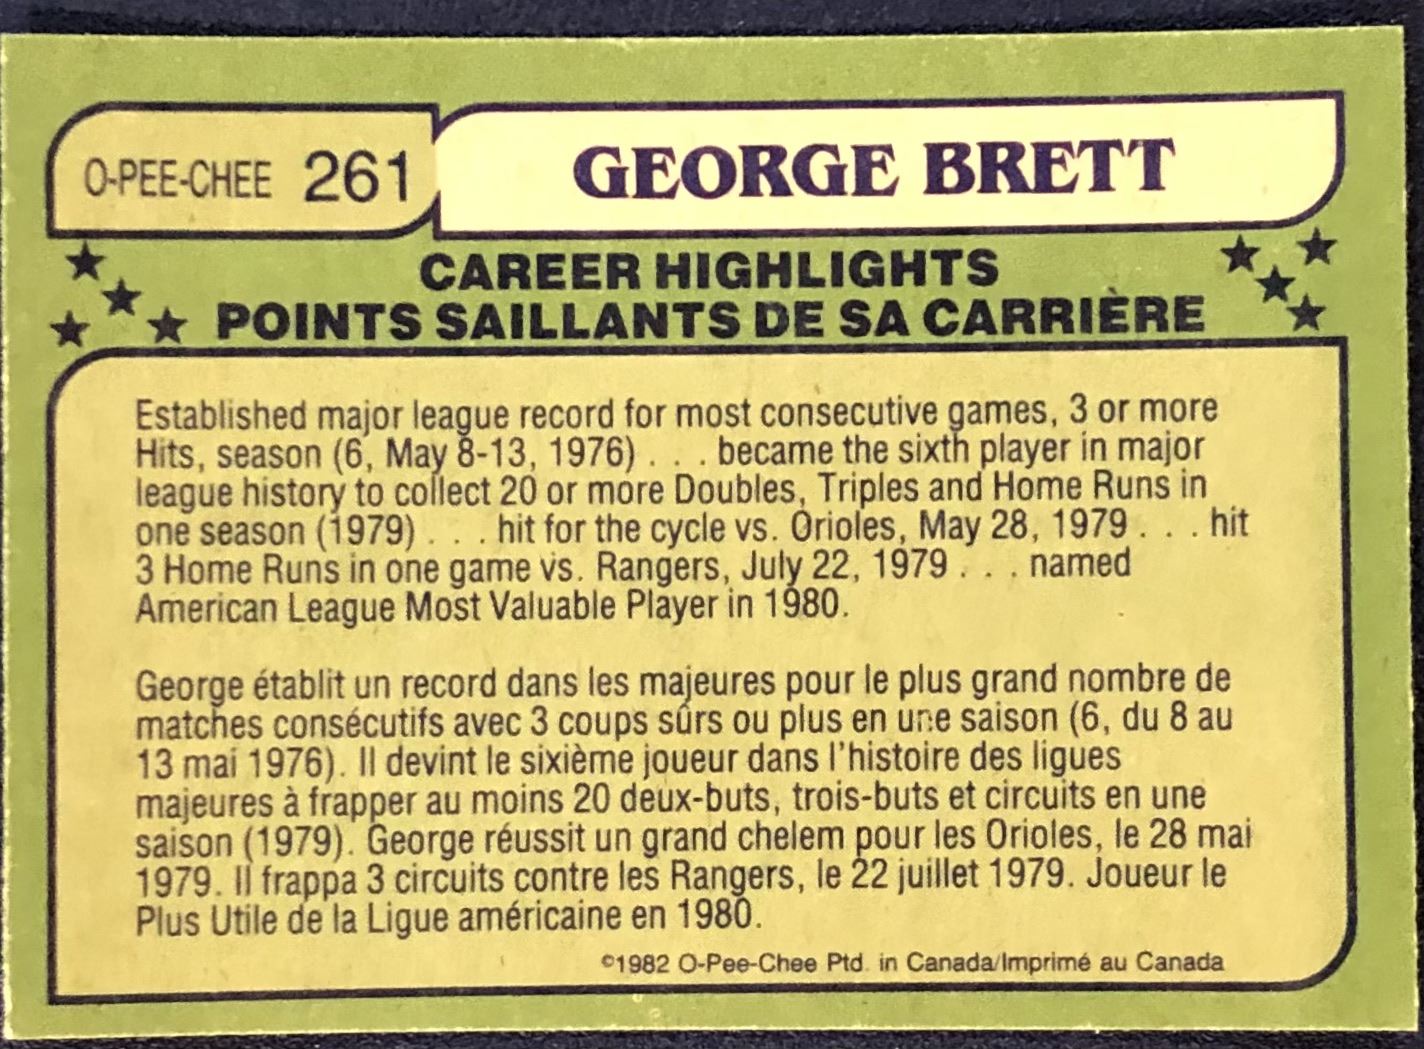 O-PEE-CHEE 261
GEORGE BRETT
CAREER HIGHLIGHTS
POINTS SAILLANTS DE SA CARRIÈRE
Established major league record for most consecutive games, 3 or more
Hits, season (6, May 8-13, 1976) . . . became the sixth player in major
league history to collect 20 or more Doubles, Triples and Home Runs in
one season (1979) . . . hit for the cycle vs. Orioles, May 28, 1979 . . . hit
3 Home Runs in one game vs. Rangers, July 22, 1979 . . . named
American League Most Valuable Player in 1980.
George établit un record dans les majeures pour le plus grand nombre de
matches consécutifs avec 3 coups sûrs ou plus en une saison (6, du 8 au
13 mai 1976). Il devint le sixième joueur dans l'histoire des ligues
majeures à frapper au moins 20 deux-buts, trois-buts et circuits en une
saison (1979). George réussit un grand chelem pour les Orioles, le 28 mai
1979. Il frappa 3 circuits contre les Rangers, le 22 juillet 1979. Joueur le
Plus Utile de la Ligue américaine en 1980.
©1982 O-Pee-Chee Ptd. in Canada/Imprimé au Canada